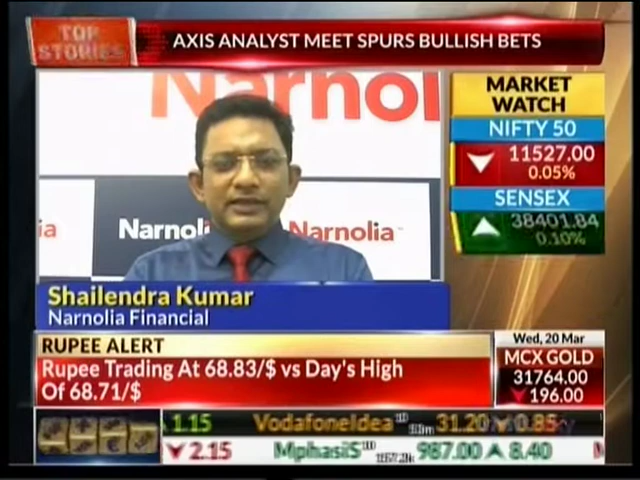 TOP
STORIES
AXIS ANALYST MEET SPURS BULLISH BETS
Narnol
MARKET
WATCH
NIFTY 50
11527.00
0.05%
SENSEX
38401.84
0.10%
ia
Narnol
Narnolia
Shailendra Kumar
Narnolia Financial
RUPEE ALERT
Rupee Trading At 68.83/$ vs Day's High
Of 68.71/$
Wed, 20 Mar
MCX GOLD
31764.00
196.00
1.15 VodafoneIdea 31.20 0.85
2.15 MphasiS 987.00 8.40